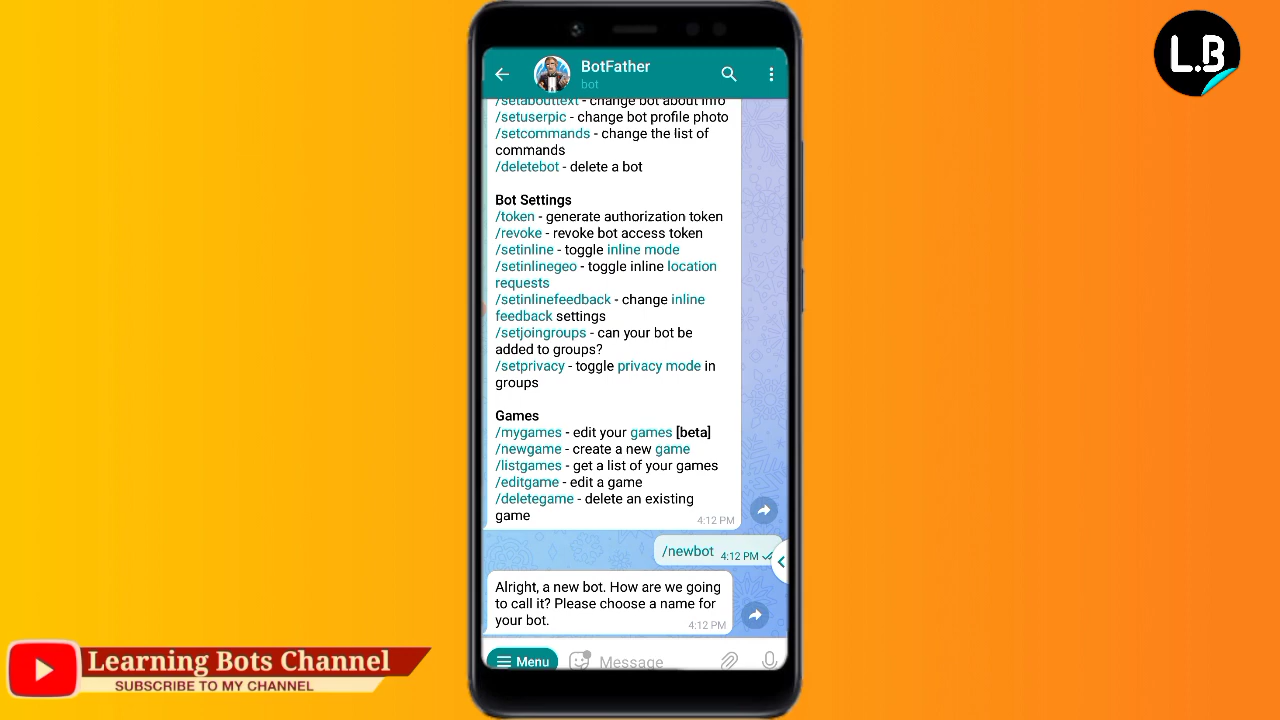 L.B
BotFather
bot
/setabouttext - change bot about info
/setuserpic - change bot profile photo
/setcommands - change the list of
commands
/deletebot - delete a bot
Bot Settings
/token - generate authorization token
/revoke - revoke bot access token
/setinline - toggle inline mode
/setinlinegeo - toggle inline location
requests
/setinlinefeedback - change inline
feedback settings
/setjoingroups - can your bot be
added to groups?
/setprivacy - toggle privacy mode in
groups
Games
/mygames - edit your games [beta]
/newgame - create a new game
/listgames - get a list of your games
/editgame - edit a game
/deletegame - delete an existing
game
4:12 PM
/newbot 4:12 PM
Alright, a new bot. How are we going
to call it? Please choose a name for
your bot.
4:12 PM
Menu Message
Learning Bots Channel
SUBSCRIBE TO MY CHANNEL